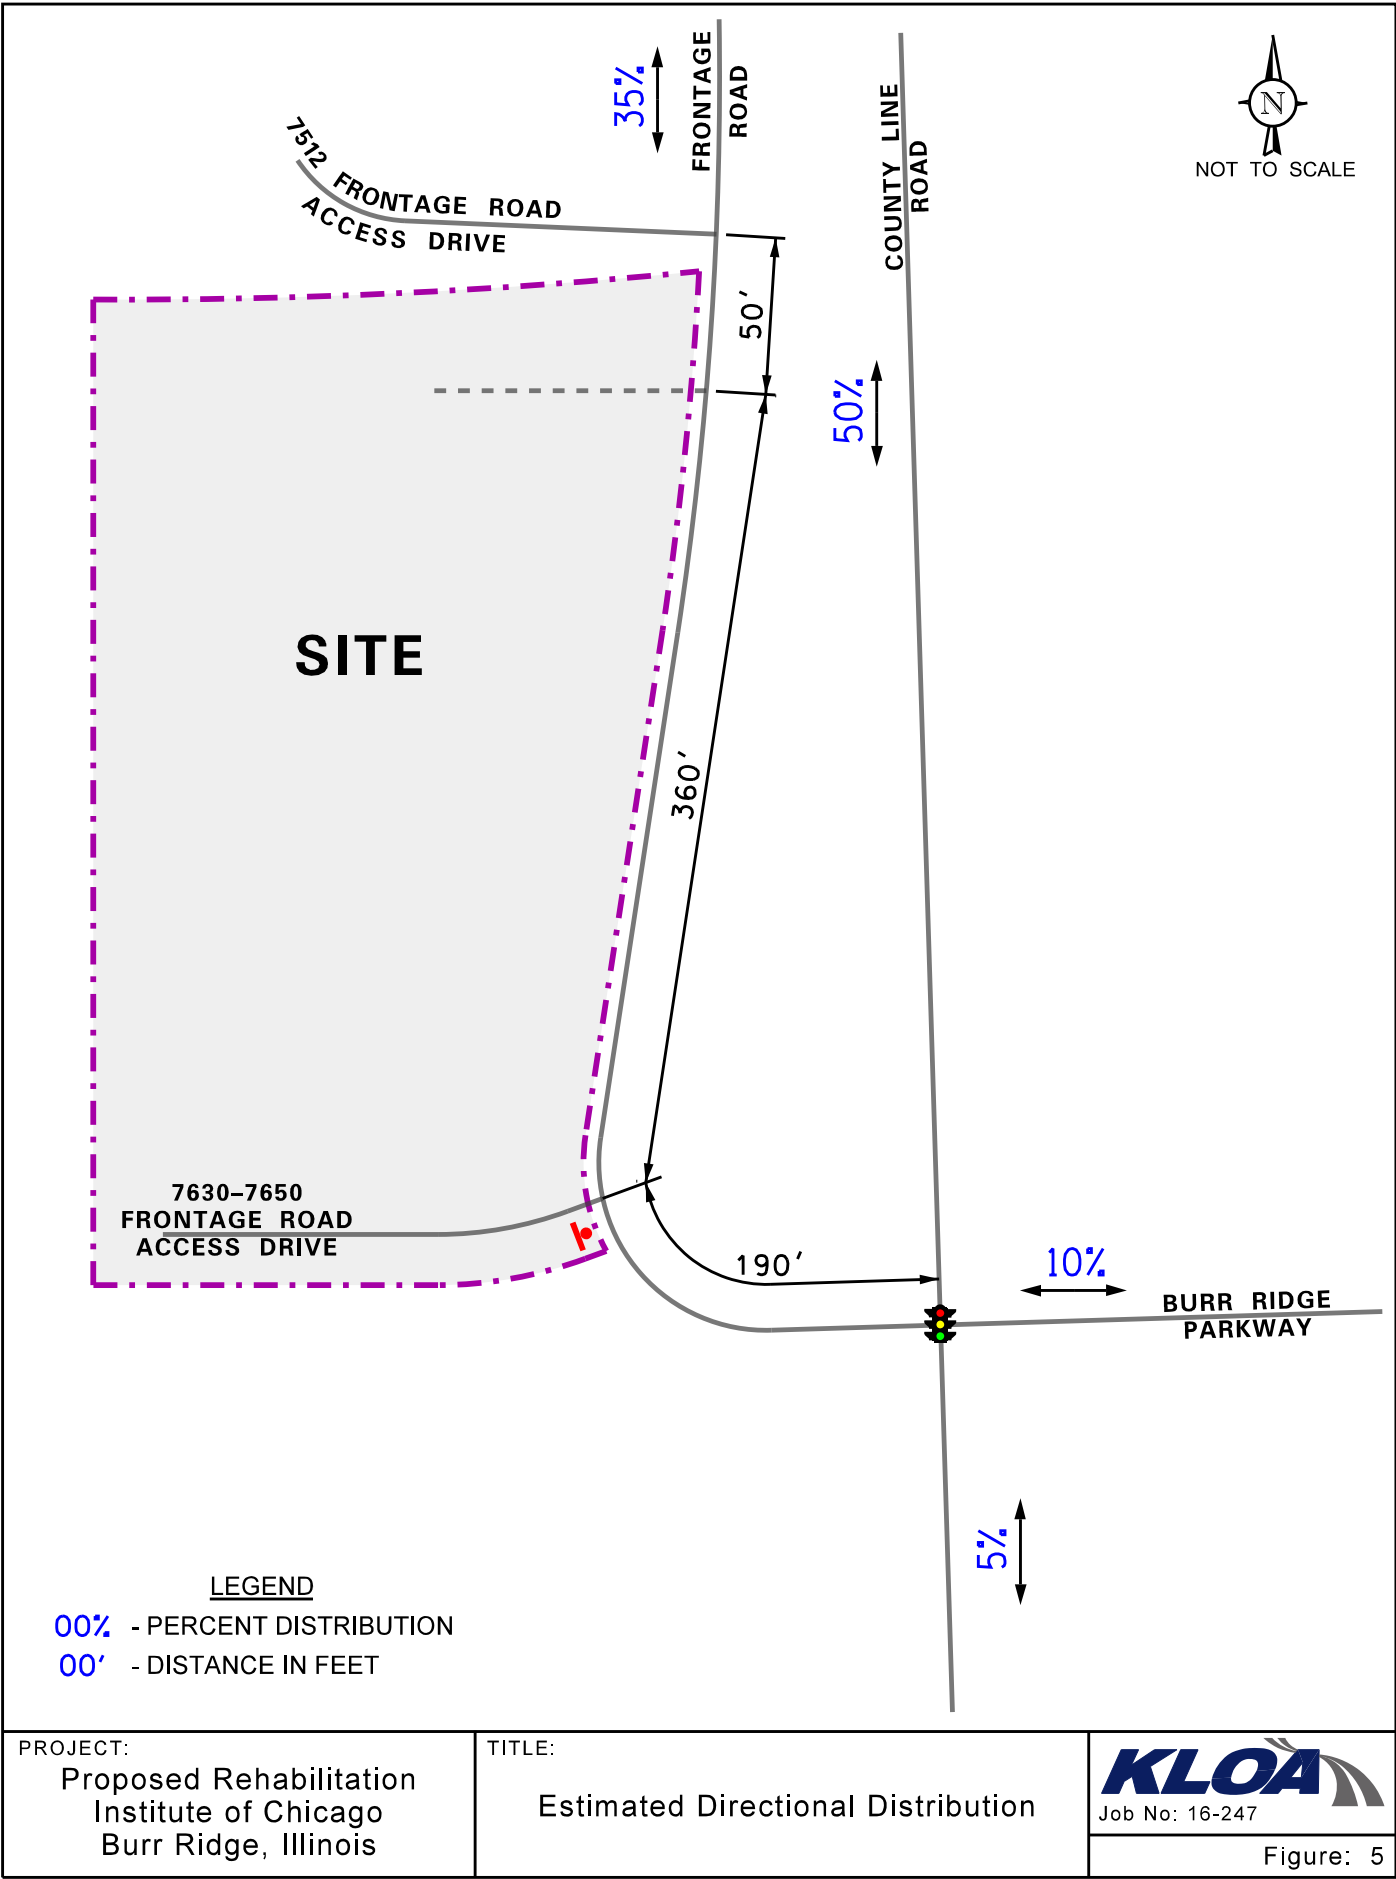 35%
FRONTAGE
ROAD
COUNTY LINE
ROAD
N
NOT TO SCALE
7512 FRONTAGE ROAD
ACCESS DRIVE
50'
50%
SITE
360'
7630–7650
FRONTAGE ROAD
ACCESS DRIVE
190'
10%
BURR RIDGE
PARKWAY
5%
LEGEND
00% - PERCENT DISTRIBUTION
00' - DISTANCE IN FEET
PROJECT:
Proposed Rehabilitation
Institute of Chicago
Burr Ridge, Illinois
TITLE:
Estimated Directional Distribution
KLOA
Job No: 16-247
Figure: 5